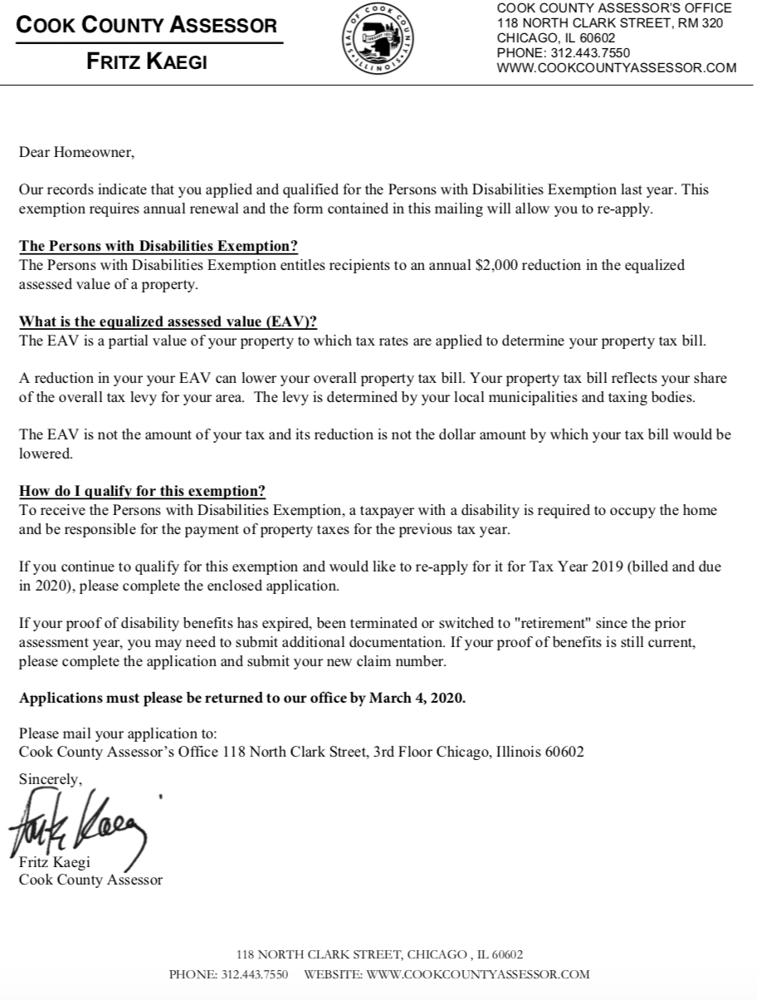 COOK COUNTY ASSESSOR
FRITZ KAEGI
SEAL OF COOK COUNTY
ILLINOIS
COOK COUNTY ASSESSOR'S OFFICE
118 NORTH CLARK STREET, RM 320
CHICAGO, IL 60602
PHONE: 312.443.7550
WWW.COOKCOUNTYASSESSOR.COM
Dear Homeowner,
Our records indicate that you applied and qualified for the Persons with Disabilities Exemption last year. This
exemption requires annual renewal and the form contained in this mailing will allow you to re-apply.
The Persons with Disabilities Exemption?
The Persons with Disabilities Exemption entitles recipients to an annual $2,000 reduction in the equalized
assessed value of a property.
What is the equalized assessed value (EAV)?
The EAV is a partial value of your property to which tax rates are applied to determine your property tax bill.
A reduction in your your EAV can lower your overall property tax bill. Your property tax bill reflects your share
of the overall tax levy for your area.  The levy is determined by your local municipalities and taxing bodies.
The EAV is not the amount of your tax and its reduction is not the dollar amount by which your tax bill would be
lowered.
How do I qualify for this exemption?
To receive the Persons with Disabilities Exemption, a taxpayer with a disability is required to occupy the home
and be responsible for the payment of property taxes for the previous tax year.
If you continue to qualify for this exemption and would like to re-apply for it for Tax Year 2019 (billed and due
in 2020), please complete the enclosed application.
If your proof of disability benefits has expired, been terminated or switched to "retirement" since the prior
assessment year, you may need to submit additional documentation. If your proof of benefits is still current,
please complete the application and submit your new claim number.
Applications must please be returned to our office by March 4, 2020.
Please mail your application to:
Cook County Assessor’s Office 118 North Clark Street, 3rd Floor Chicago, Illinois 60602
Sincerely,
Fritz Kaegi
Fritz Kaegi
Cook County Assessor
118 NORTH CLARK STREET, CHICAGO , IL 60602
PHONE: 312.443.7550 WEBSITE: WWW.COOKCOUNTYASSESSOR.COM